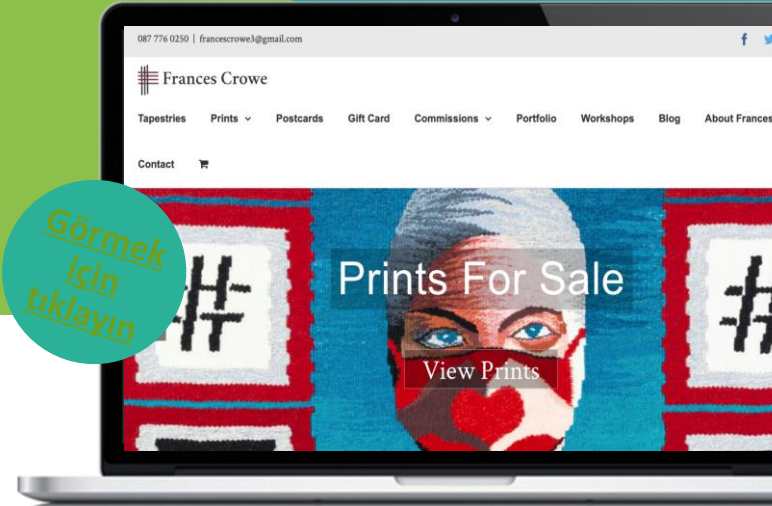 087 776 0250 | francescrowe3@gmail.com
Frances Crowe
Tapestries Prints Postcards Gift Card Commissions Portfolio Workshops Blog About Frances
Contact
Prints For Sale
View Prints
Görmek
için
tıklayın